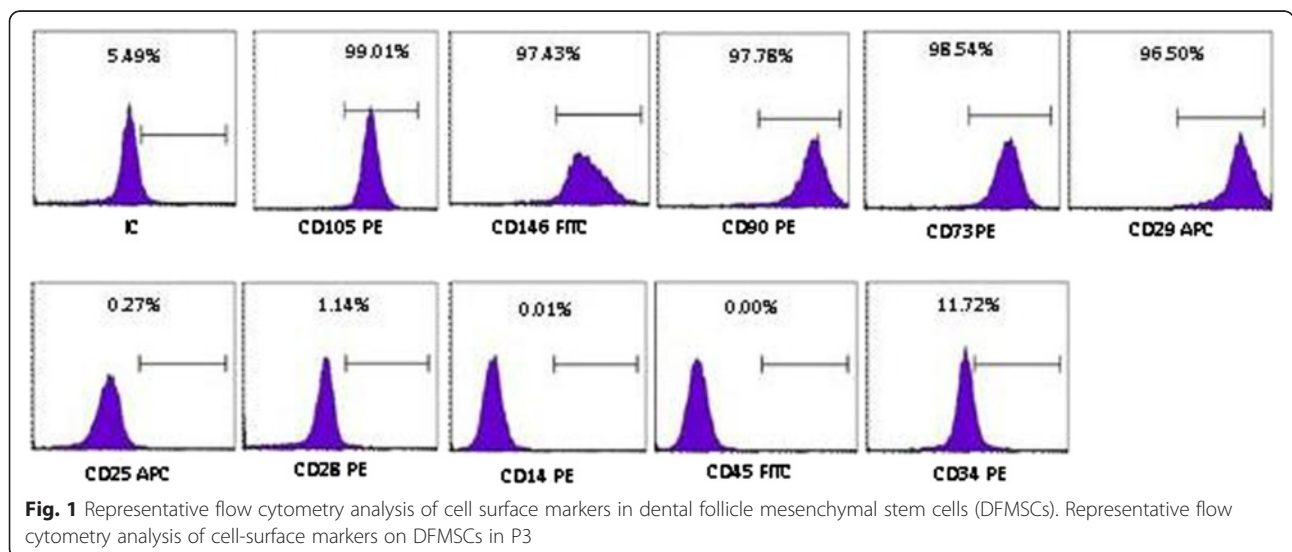 5.49% 99.01% 97.43% 97.78% 98.54% 96.50%
IC CD105 PE CD146 FITC CD90 PE CD73PE CD29 APC
0.27% 1.14% 0.01% 0.00% 11.72%
CD25 APC CD28 PE CD14 PE CD45 FITC CD34 PE
Fig. 1 Representative flow cytometry analysis of cell surface markers in dental follicle mesenchymal stem cells (DFMSCs). Representative flow
cytometry analysis of cell-surface markers on DFMSCs in P3